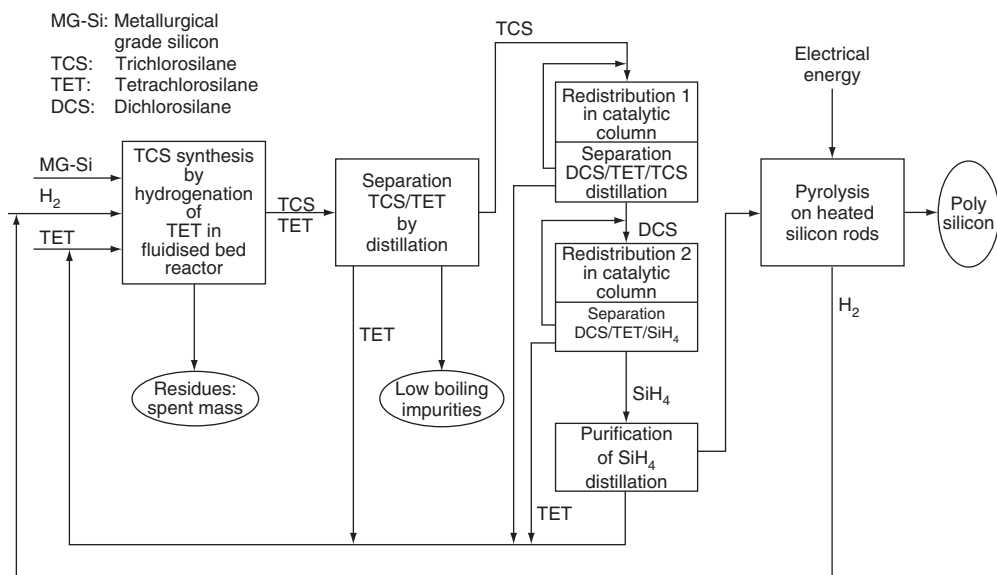 MG-Si: Metallurgical
grade silicon
TCS: Trichlorosilane
TET: Tetrachlorosilane
DCS: Dichlorosilane
MG-Si
H₂
TET
TCS synthesis
by
hydrogenation
of
TET in
fluidised bed
reactor
Residues:
spent mass
TCS
TET
Separation
TCS/TET
by
distillation
TET
Low boiling
impurities
TCS
Redistribution 1
in catalytic
column
Separation
DCS/TET/TCS
distillation
DCS
Redistribution 2
in catalytic
column
Separation
DCS/TET/SiH₄
TET
SiH₄
Purification
of SiH₄
distillation
Electrical
energy
Pyrolysis
on heated
silicon rods
H₂
Poly
silicon